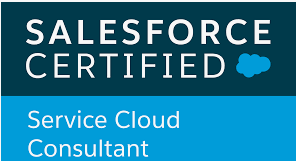 SALESFORCE
CERTIFIED
Service Cloud
Consultant